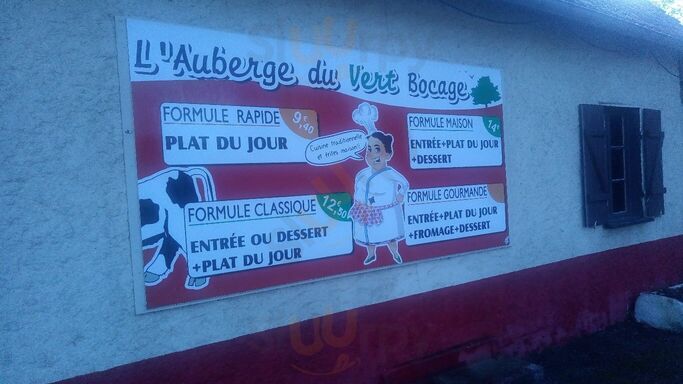 L'Auberge du Vert Bocage
FORMULE RAPIDE 9€,90
PLAT DU JOUR
Cuisine traditionnelle
et frites maison!
FORMULE MAISON 14€
ENTRÉE+PLAT DU JOUR
+DESSERT
FORMULE CLASSIQUE 12€,50
ENTRÉE OU DESSERT
+PLAT DU JOUR
FORMULE GOURMANDE
ENTRÉE+PLAT DU JOUR
+FROMAGE+DESSERT